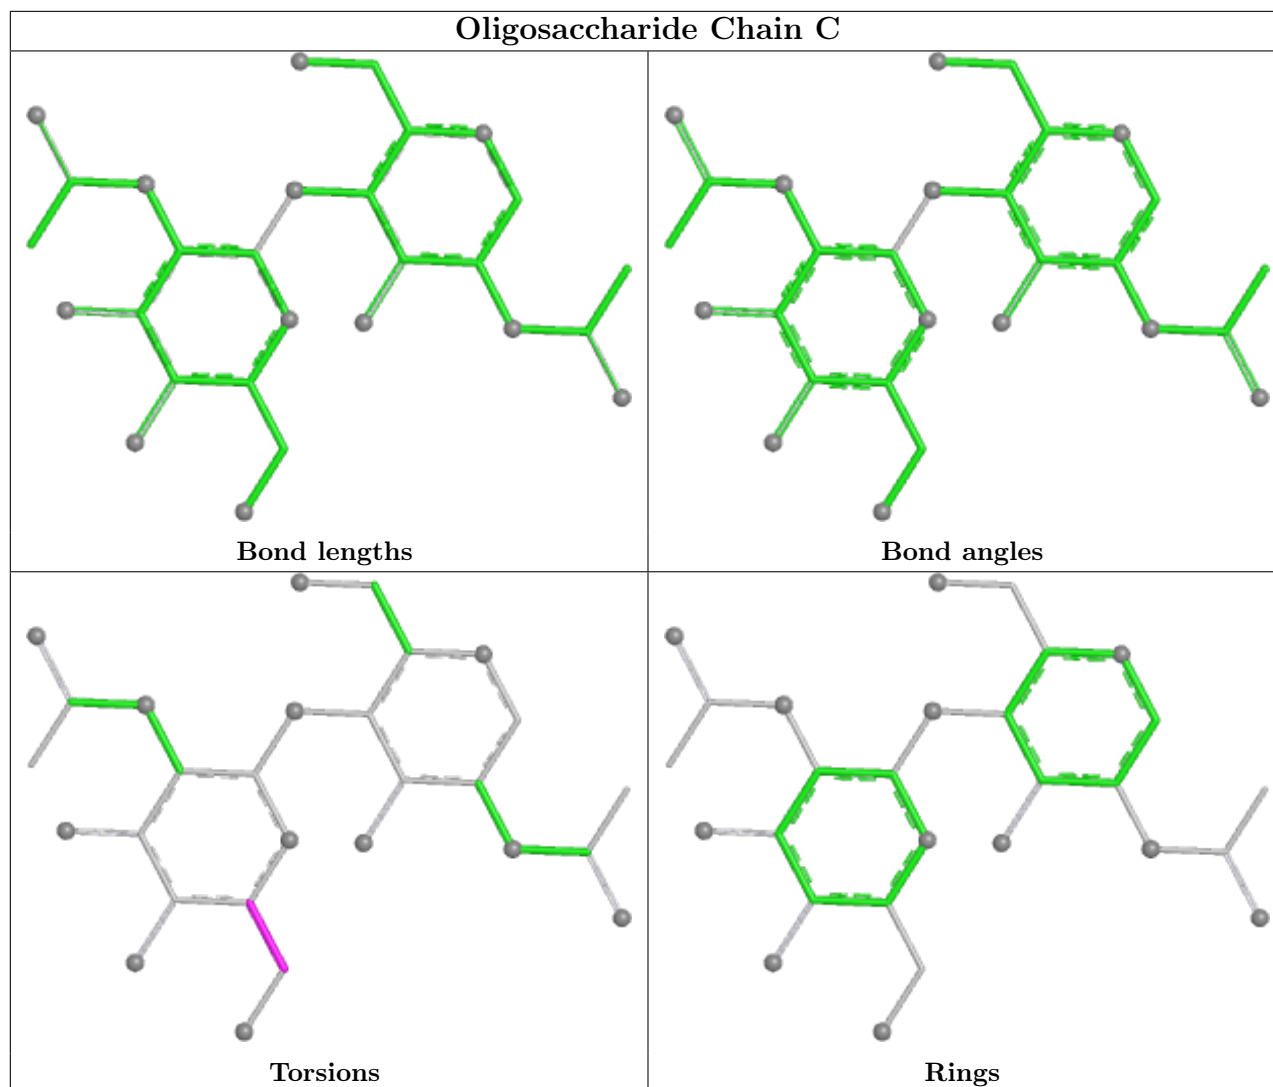 Oligosaccharide Chain C
Bond lengths
Bond angles
Torsions
Rings